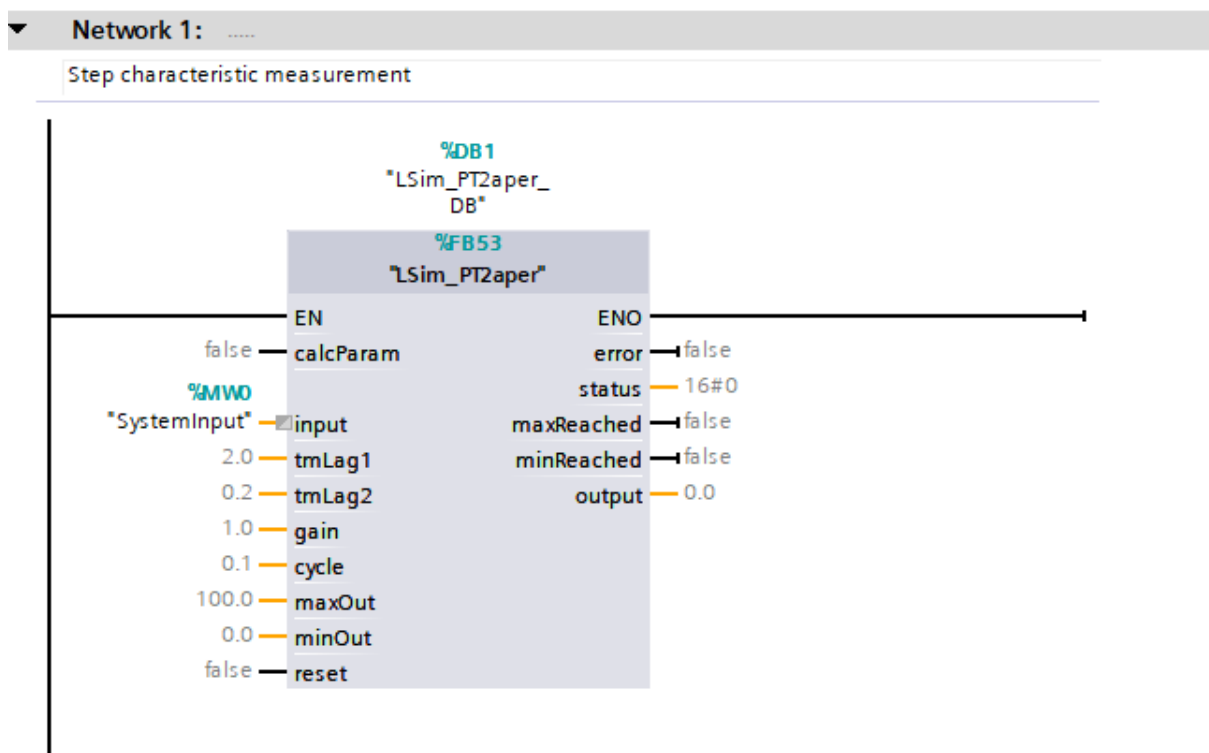 Network 1: .....
Step characteristic measurement
%DB1
"LSim_PT2aper_
DB"
%FB53
"LSim_PT2aper"
EN ENO
false calcParam error false
%MW0 status 16#0
"SystemInput" input maxReached false
2.0 tmLag1 minReached false
0.2 tmLag2 output 0.0
1.0 gain
0.1 cycle
100.0 maxOut
0.0 minOut
false reset